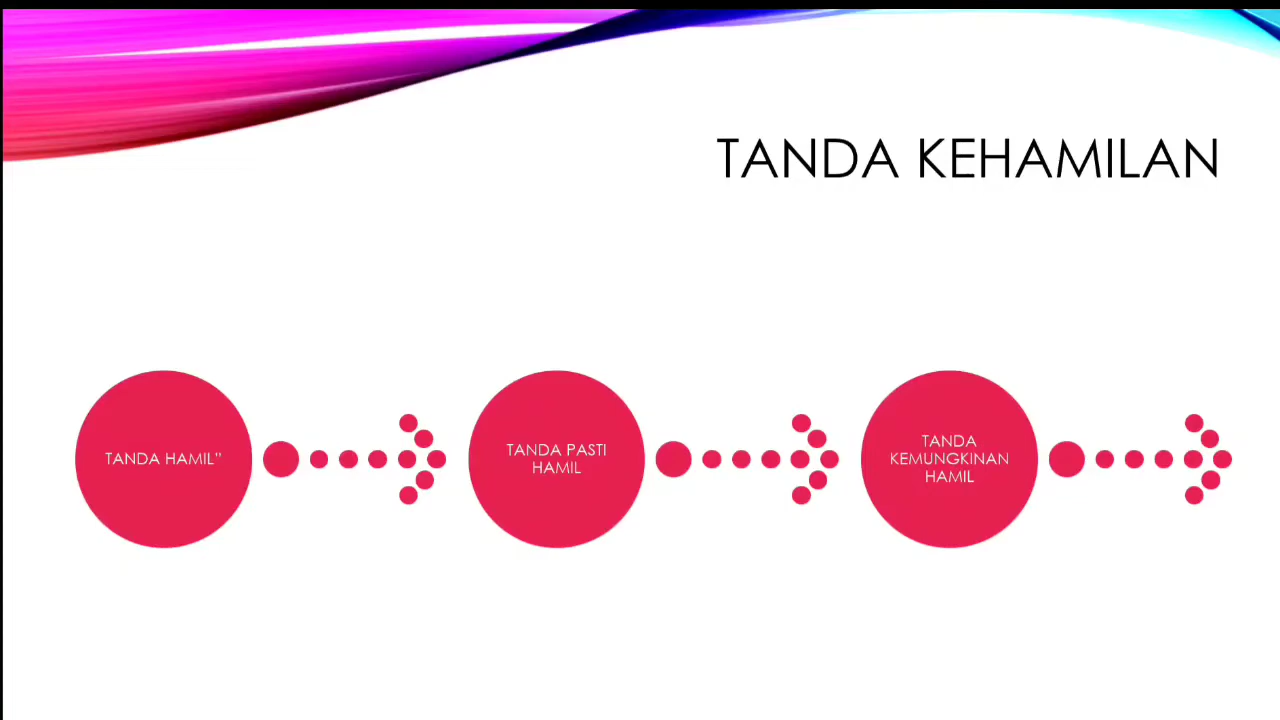 TANDA KEHAMILAN
TANDA HAMIL”
TANDA PASTI
HAMIL
TANDA
KEMUNGKINAN
HAMIL